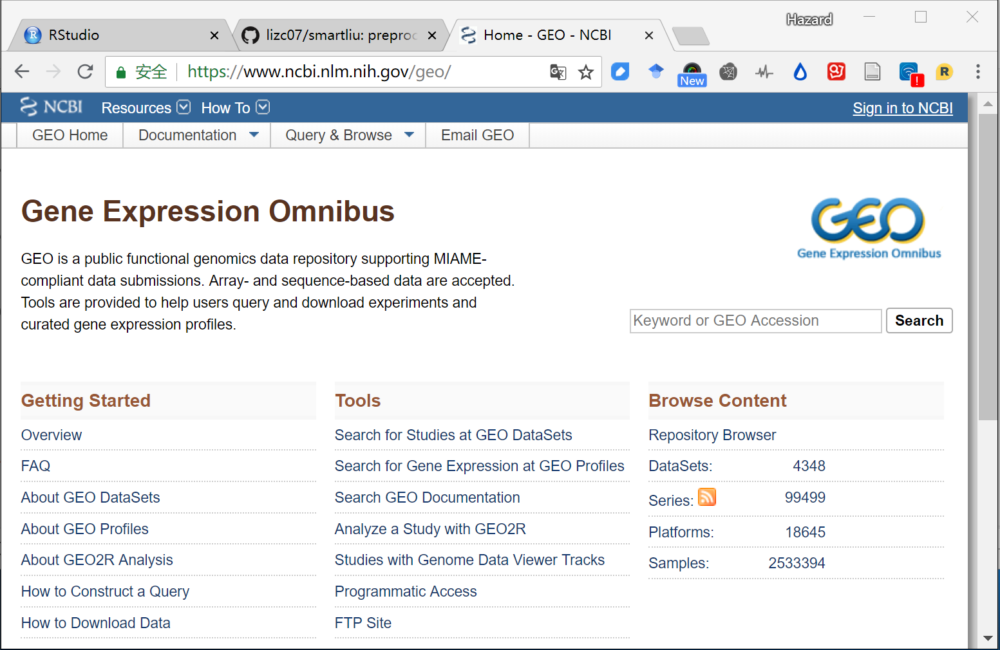 Hazard
RStudio
lizc07/smartliu: preproc
Home - GEO - NCBI
安全
https://www.ncbi.nlm.nih.gov/geo/
New
!
R
NCBI
Resources
How To
Sign in to NCBI
GEO Home
Documentation
Query & Browse
Email GEO
Gene Expression Omnibus
GEO
Gene Expression Omnibus
GEO is a public functional genomics data repository supporting MIAME-
compliant data submissions. Array- and sequence-based data are accepted.
Tools are provided to help users query and download experiments and
curated gene expression profiles.
Keyword or GEO Accession
Search
Getting Started
Overview
FAQ
About GEO DataSets
About GEO Profiles
About GEO2R Analysis
How to Construct a Query
How to Download Data
Tools
Search for Studies at GEO DataSets
Search for Gene Expression at GEO Profiles
Search GEO Documentation
Analyze a Study with GEO2R
Studies with Genome Data Viewer Tracks
Programmatic Access
FTP Site
Browse Content
Repository Browser
DataSets: 4348
Series: 99499
Platforms: 18645
Samples: 2533394